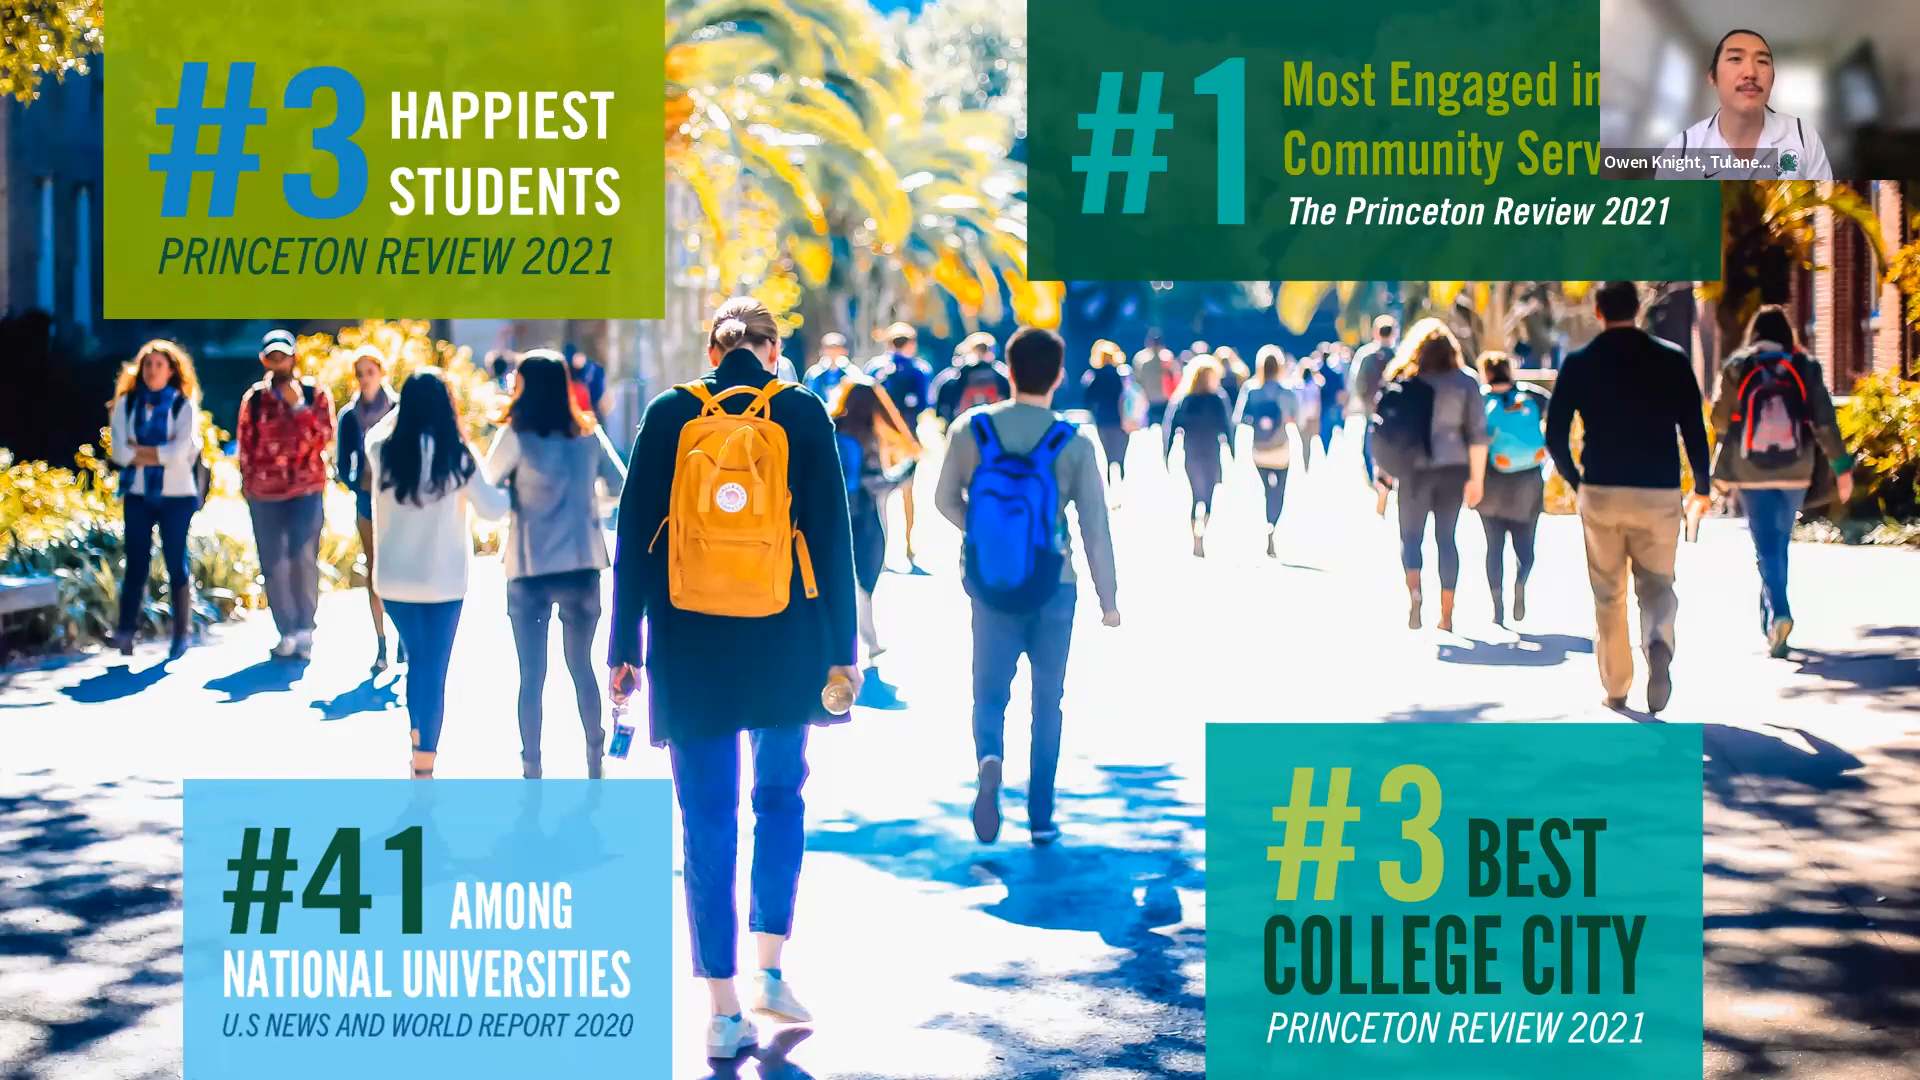 #3 HAPPIEST
STUDENTS
PRINCETON REVIEW 2021
#1 Most Engaged in
Community Serv
The Princeton Review 2021
Owen Knight, Tulane...
#41 AMONG
NATIONAL UNIVERSITIES
U.S NEWS AND WORLD REPORT 2020
#3 BEST
COLLEGE CITY
PRINCETON REVIEW 2021